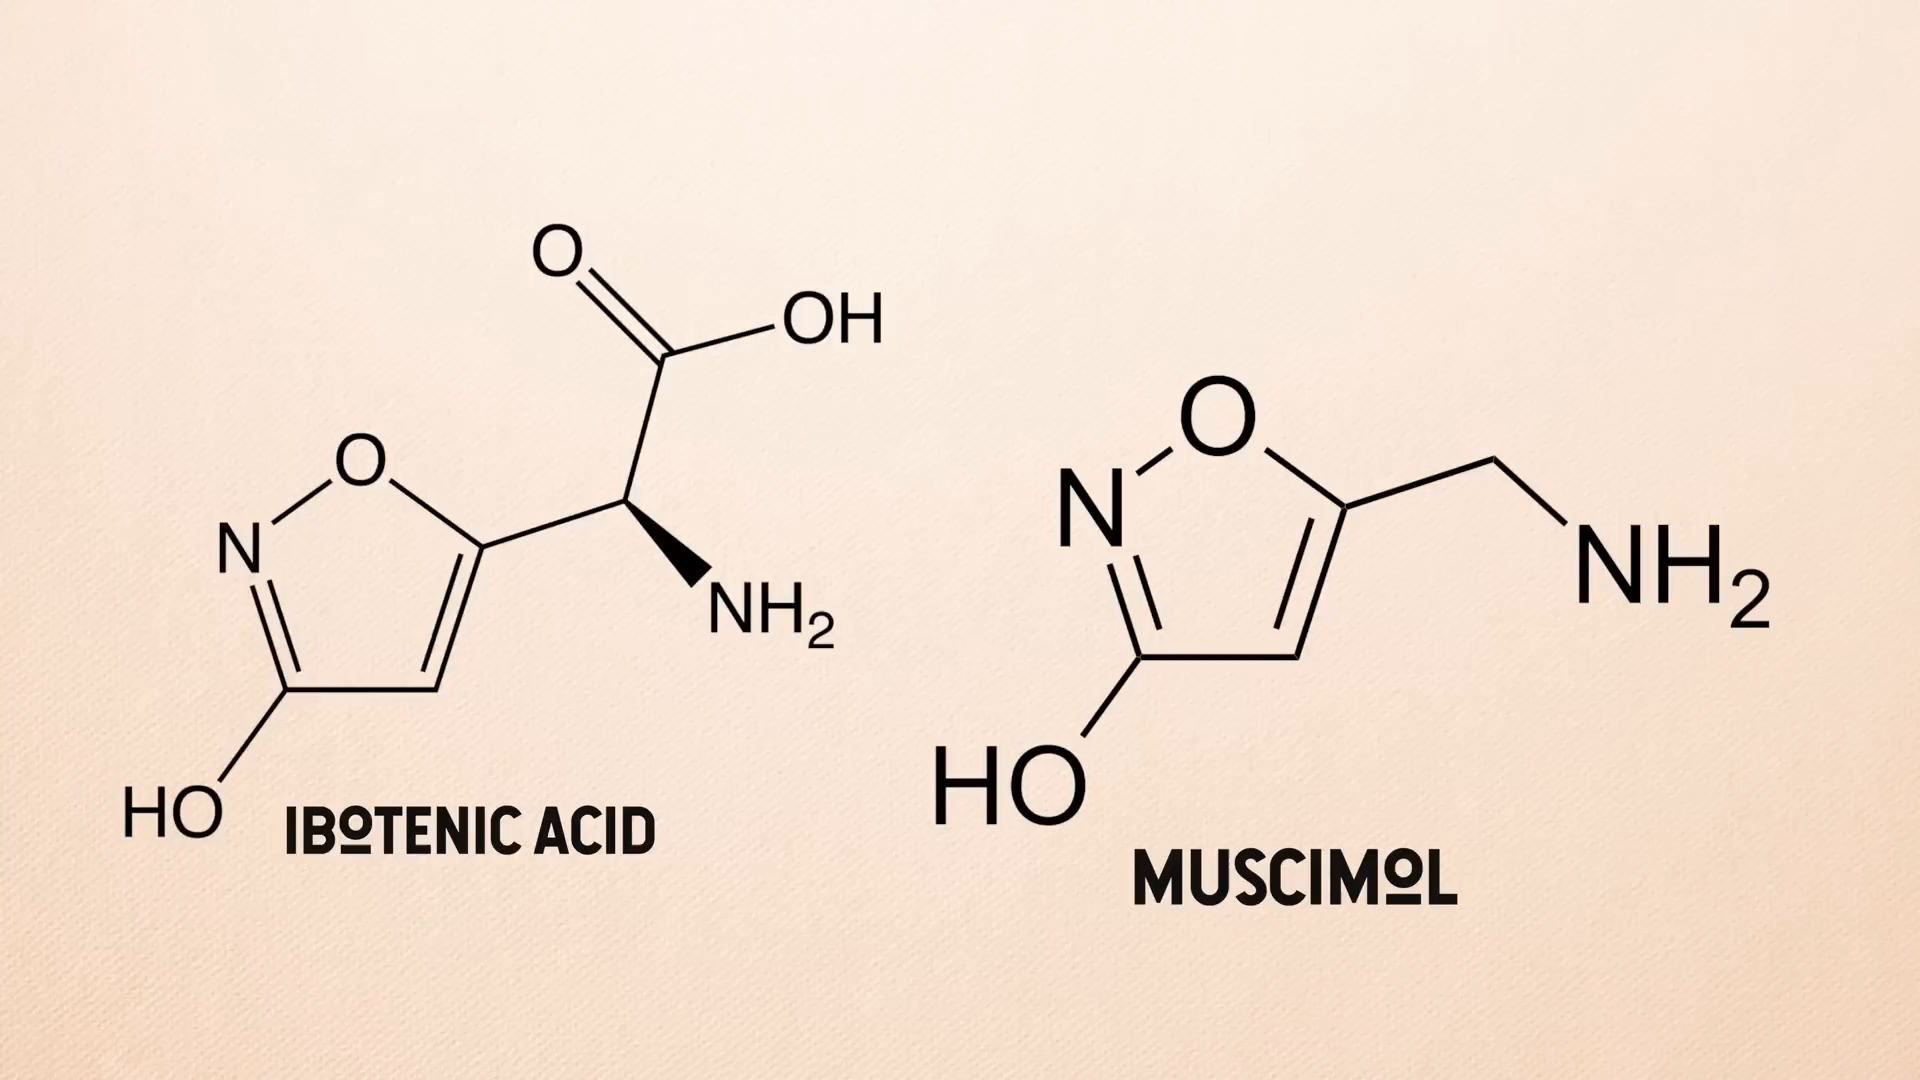 O
OH
O
N
NH2
HO
IBOTENIC ACID
O
N
NH2
HO
MUSCIMOL